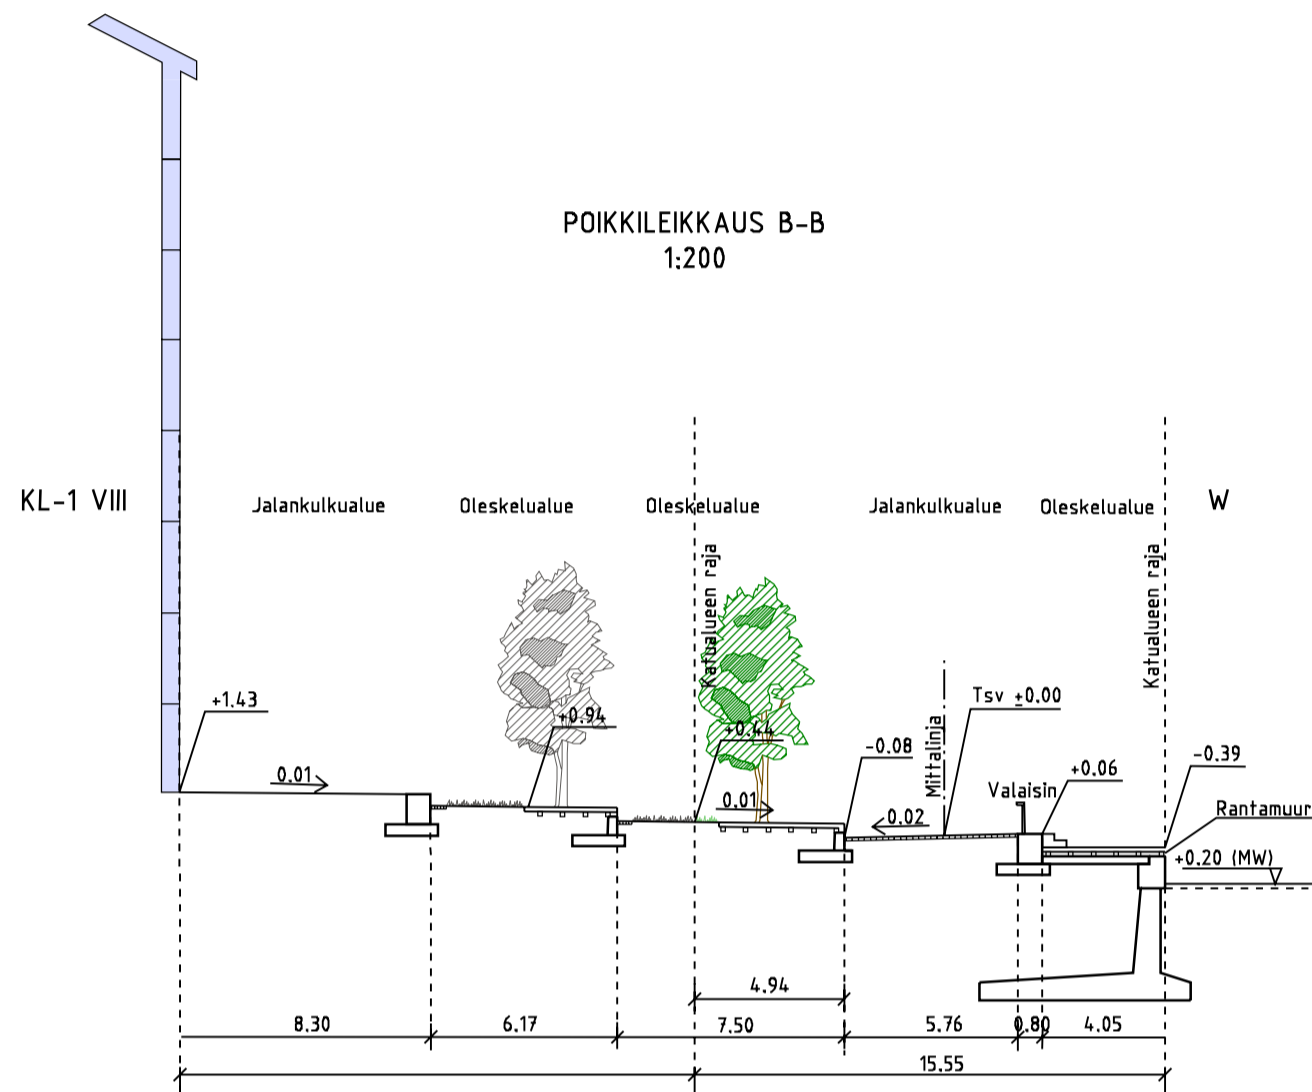 POIKKILEIKKAUS B-B
1:200
KL-1 VIII
Jalankulkualue
Oleskelualue
Oleskelualue
Jalankulkualue
Oleskelualue
W
Katualueen raja
Katualueen raja
+1.43
+0.94
+0.44
-0.08
Mittalinja
Tsv ±0.00
+0.06
-0.39
0.01
0.01
0.02
Valaisin
Rantamuuri
+0.20 (MW)
4.94
8.30
6.17
7.50
5.76
0.80
4.05
15.55